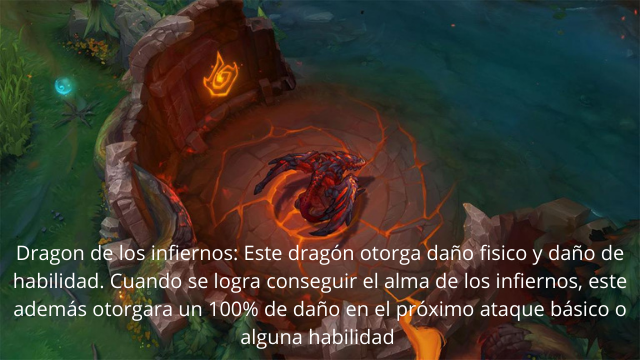 Dragon de los infiernos: Este dragón otorga daño fisico y daño de
habilidad. Cuando se logra conseguir el alma de los infiernos, este
además otorgara un 100% de daño en el próximo ataque básico o
alguna habilidad